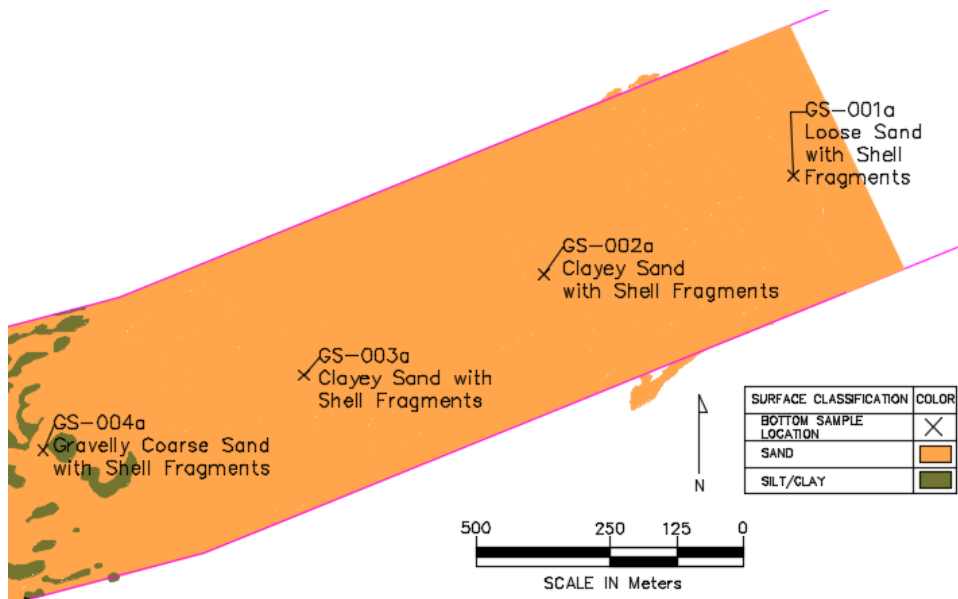 GS-001a
Loose Sand
with Shell
Fragments
GS-002a
Clayey Sand
with Shell Fragments
GS-003a
Clayey Sand with
Shell Fragments
GS-004a
Gravelly Coarse Sand
with Shell Fragments
SURFACE CLASSIFICATION COLOR
BOTTOM SAMPLE
LOCATION
SAND
SILT/CLAY
N
500 250 125 0
SCALE IN Meters